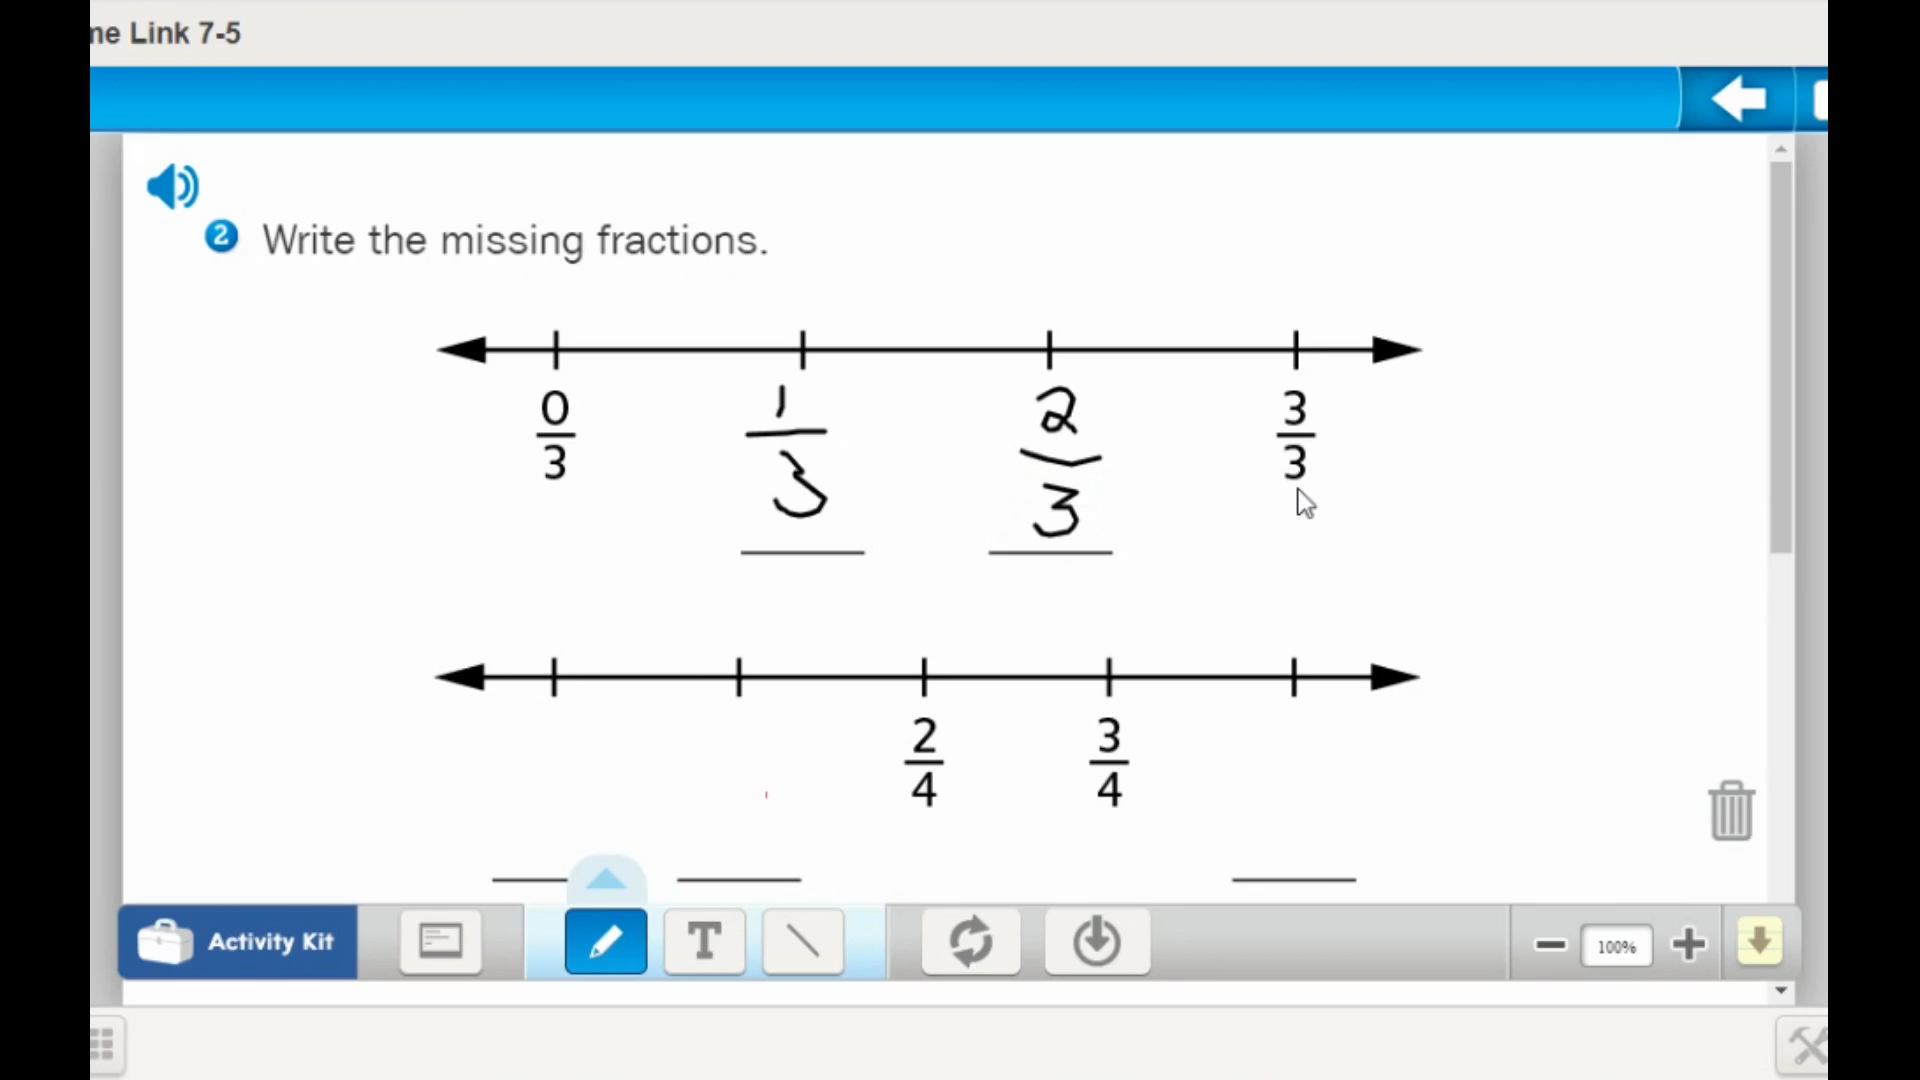 me Link 7-5
2 Write the missing fractions.
0/3 1/3 2/3 3/3
2/4 3/4
Activity Kit T 100%